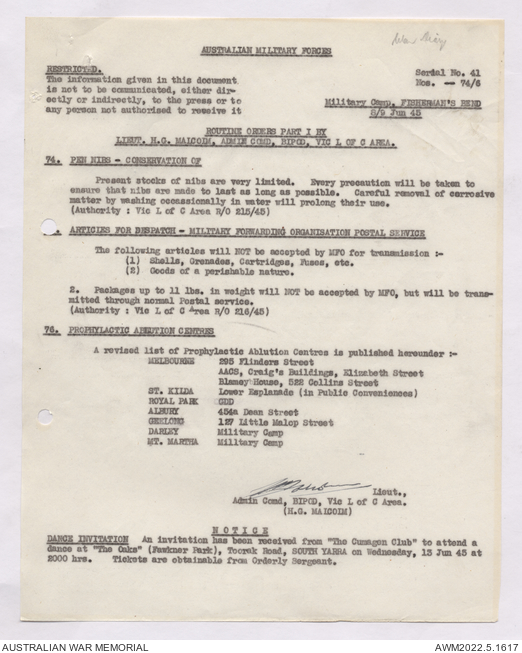 War Diary
AUSTRALIAN MILITARY FORCES
RESTRICTED.
The information given in this document
is not to be communicated, either dir-
ectly or indirectly, to the press or to
any person not authorised to receive it
Serial No. 41
Nos. -- 74/6
Military Camp, FISHERMAN'S BEND
8/9 Jun 45
ROUTINE ORDERS PART I BY
LIEUT. H.G. MALCOLM, ADMIN COMD, BIPOD, VIC L OF C AREA.
74. PEN NIBS - CONSERVATION OF
Present stocks of nibs are very limited. Every precaution will be taken to
ensure that nibs are made to last as long as possible. Careful removal of corrosive
matter by washing occassionally in water will prolong their use.
(Authority : Vic L of C Area R/O 215/45)
. ARTICLES FOR DESPATCH - MILITARY FORWARDING ORGANISATION POSTAL SERVICE
The following articles will NOT be accepted by MFO for transmission :-
(1) Shells, Grenades, Cartridges, Fuses, etc.
(2) Goods of a perishable nature.
2. Packages up to 11 lbs. in weight will NOT be accepted by MFO, but will be trans-
mitted through normal Postal service.
(Authority : Vic L of C Area R/O 216/45)
76. PROPHYLACTIC ABLUTION CENTRES
A revised list of Prophylactic Ablution Centres is published hereunder :-
MELBOURNE 295 Flinders Street
AACS, Craig's Buildings, Elizabeth Street
Blamey House, 522 Collins Street
ST. KILDA Lower Esplanade (in Public Conveniences)
ROYAL PARK GDD
ALBURY 454a Dean Street
GEELONG 127 Little Malop Street
DARLEY Military Camp
MT. MARTHA Military Camp
Lieut.,
Admin Comd, BIPOD, Vic L of C Area.
(H.G. MALCOLM)
NOTICE
DANCE INVITATION An invitation has been received from "The Cumagen Club" to attend a
dance at "The Oaks" (Fawkner Park), Toorak Road, SOUTH YARRA on Wednesday, 13 Jun 45 at
2000 hrs. Tickets are obtainable from Orderly Sergeant.
AUSTRALIAN WAR MEMORIAL
AWM2022.5.1617